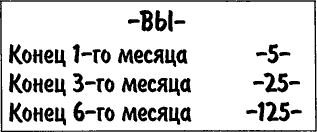 -ВЫ-
Конец 1-го месяца -5-
Конец 3-го месяца -25-
Конец 6-го месяца -125-